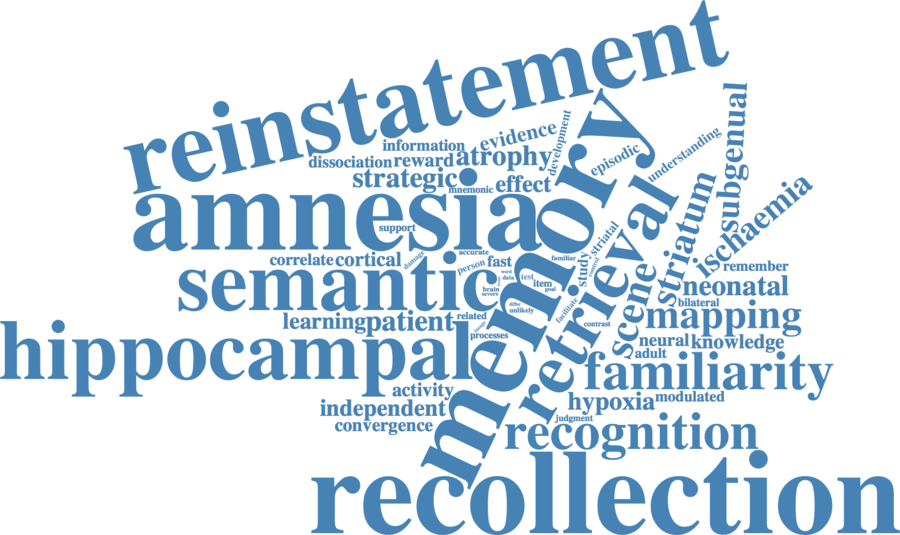 reinstatement
information
evidence
development
dissociation
reward
atrophy
episodic
understanding
subgenual
strategic
mnemonic
effect
memory
amnesia
support
striatal
retrieval
striatum
ischaemia
correlate
cortical
damage
accurate
person
fast
familiar
study
control
remember
semantic
word
data
test
item
goal
brain
severe
scene
neonatal
bilateral
differ
unlikely
facilitate
contrast
mapping
learning
patient
related
image
processes
neural
knowledge
adult
hippocampal
familiarity
activity
hypoxia
modulated
independent
judgment
convergence
recognition
recollection